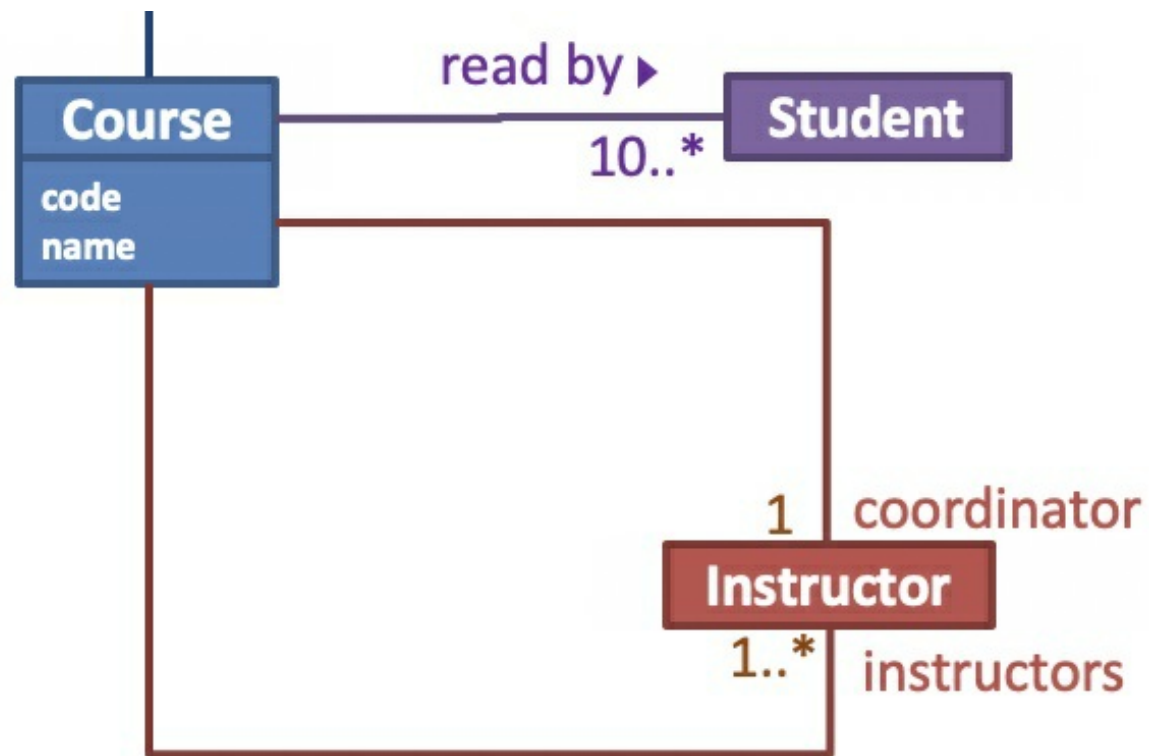 read by ▶
Course
Student
10..*
code
name
1
coordinator
Instructor
1..*
instructors